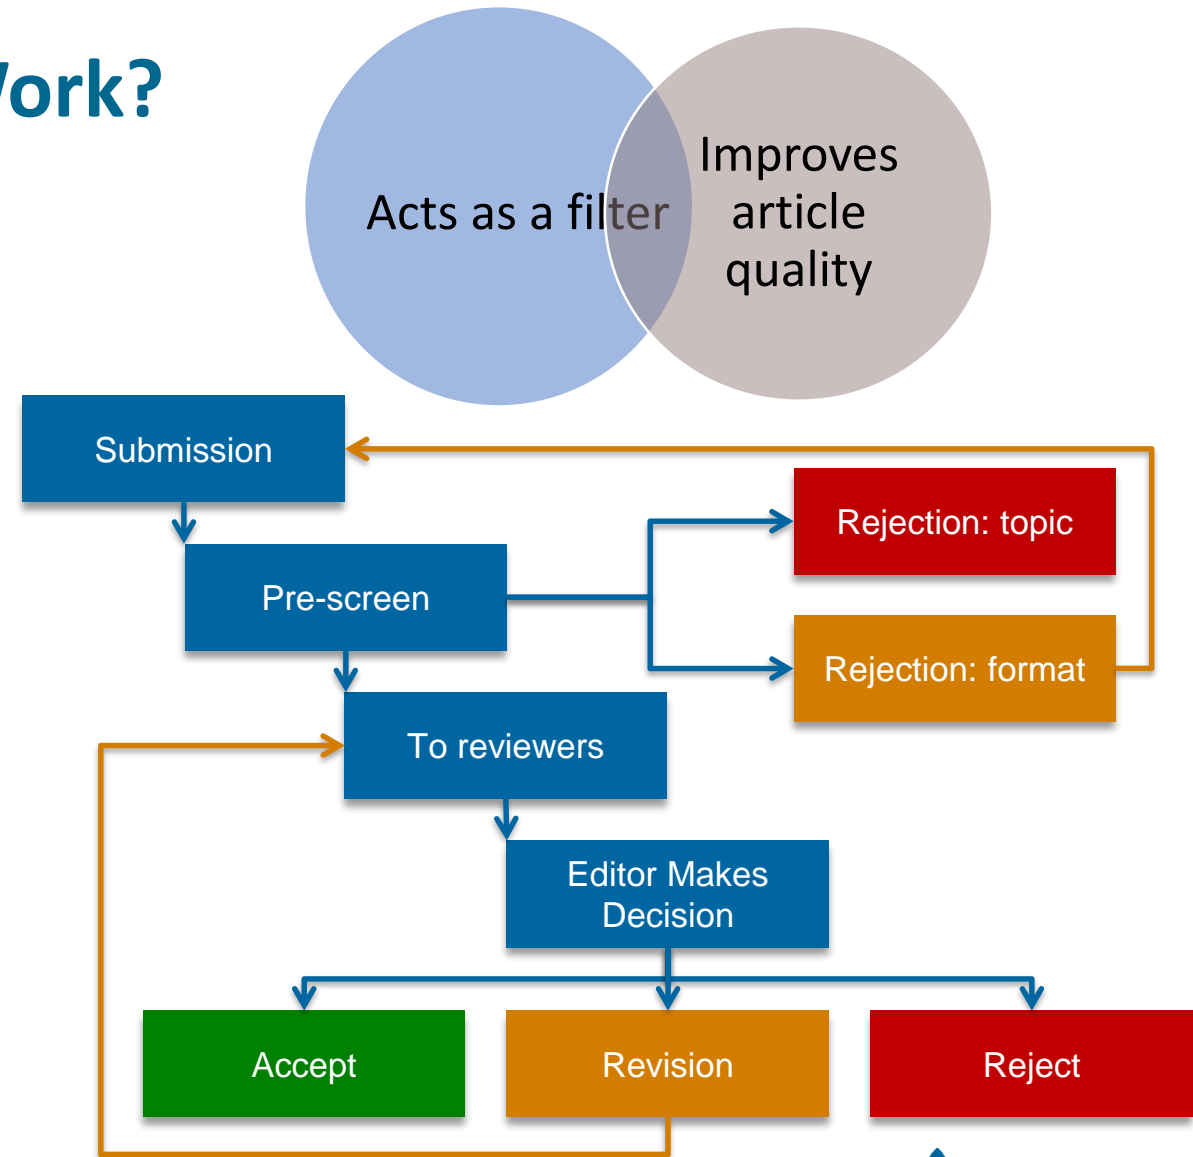 Work?
Acts as a filter
Improves
article
quality
Submission
Rejection: topic
Pre-screen
Rejection: format
To reviewers
Editor Makes
Decision
Accept
Revision
Reject